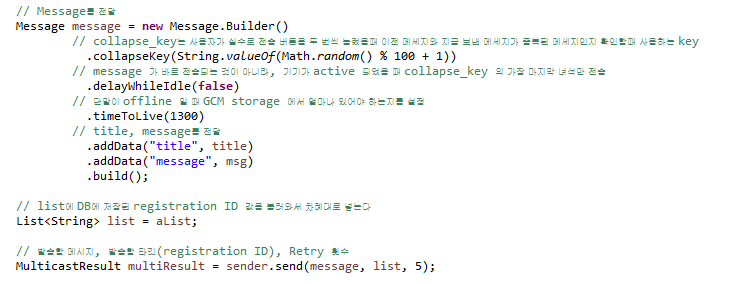 // Message를 전달
Message message = new Message.Builder()
// collapse_key는 사용자가 실수로 전송 버튼을 두 번씩 눌렀을때 이전 메세지와 지금 보낸 메세지가 중복된 메세지인지 확인할때 사용하는 key
.collapseKey(String.valueOf(Math.random() % 100 + 1))
// message 가 바로 전송되는 것이 아니라, 기기가 active 되었을 때 collapse_key 의 가장 마지막 녀석만 전송
.delayWhileIdle(false)
// 단말이 offline 일 때 GCM storage 에서 얼마나 있어야 하는지를 설정
.timeToLive(1300)
// title, message를 전달
.addData("title", title)
.addData("message", msg)
.build();
// list에 DB에 저장된 registration ID 값을 불러와서 차례대로 넣는다
List<String> list = aList;
// 발송할 메시지, 발송할 타깃(registration ID), Retry 횟수
MulticastResult multiResult = sender.send(message, list, 5);